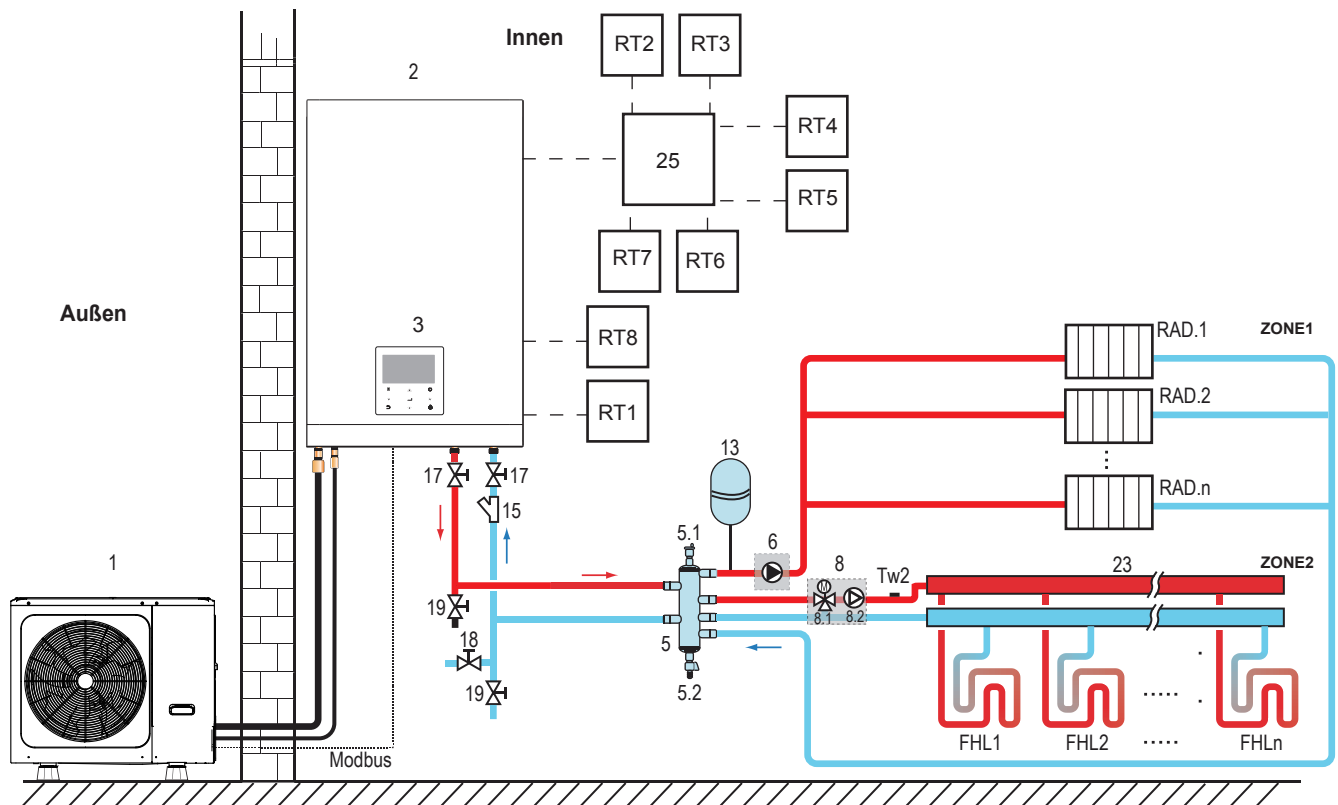 Innen
RT2
RT3
2
RT4
25
RT5
RT7
RT6
Außen
3
RT8
RT1
RAD.1
ZONE1
RAD.2
13
17
17
RAD.n
15
5.1
6
1
8
Tw2
23
ZONE2
M
8.1
8.2
19
18
5
5.2
19
FHL1
FHL2
FHLn
Modbus